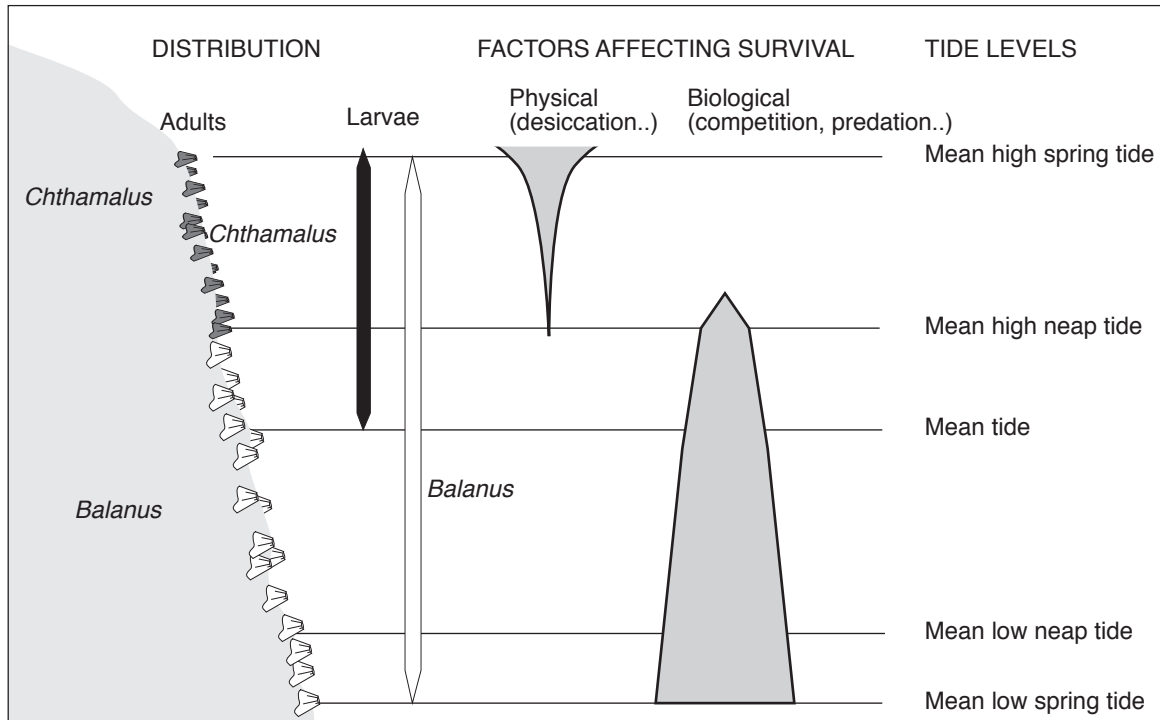 DISTRIBUTION
FACTORS AFFECTING SURVIVAL
TIDE LEVELS
Adults
Larvae
Physical
(desiccation..)
Biological
(competition, predation..)
Mean high spring tide
Chthamalus
Chthamalus
Mean high neap tide
Mean tide
Balanus
Balanus
Mean low neap tide
Mean low spring tide